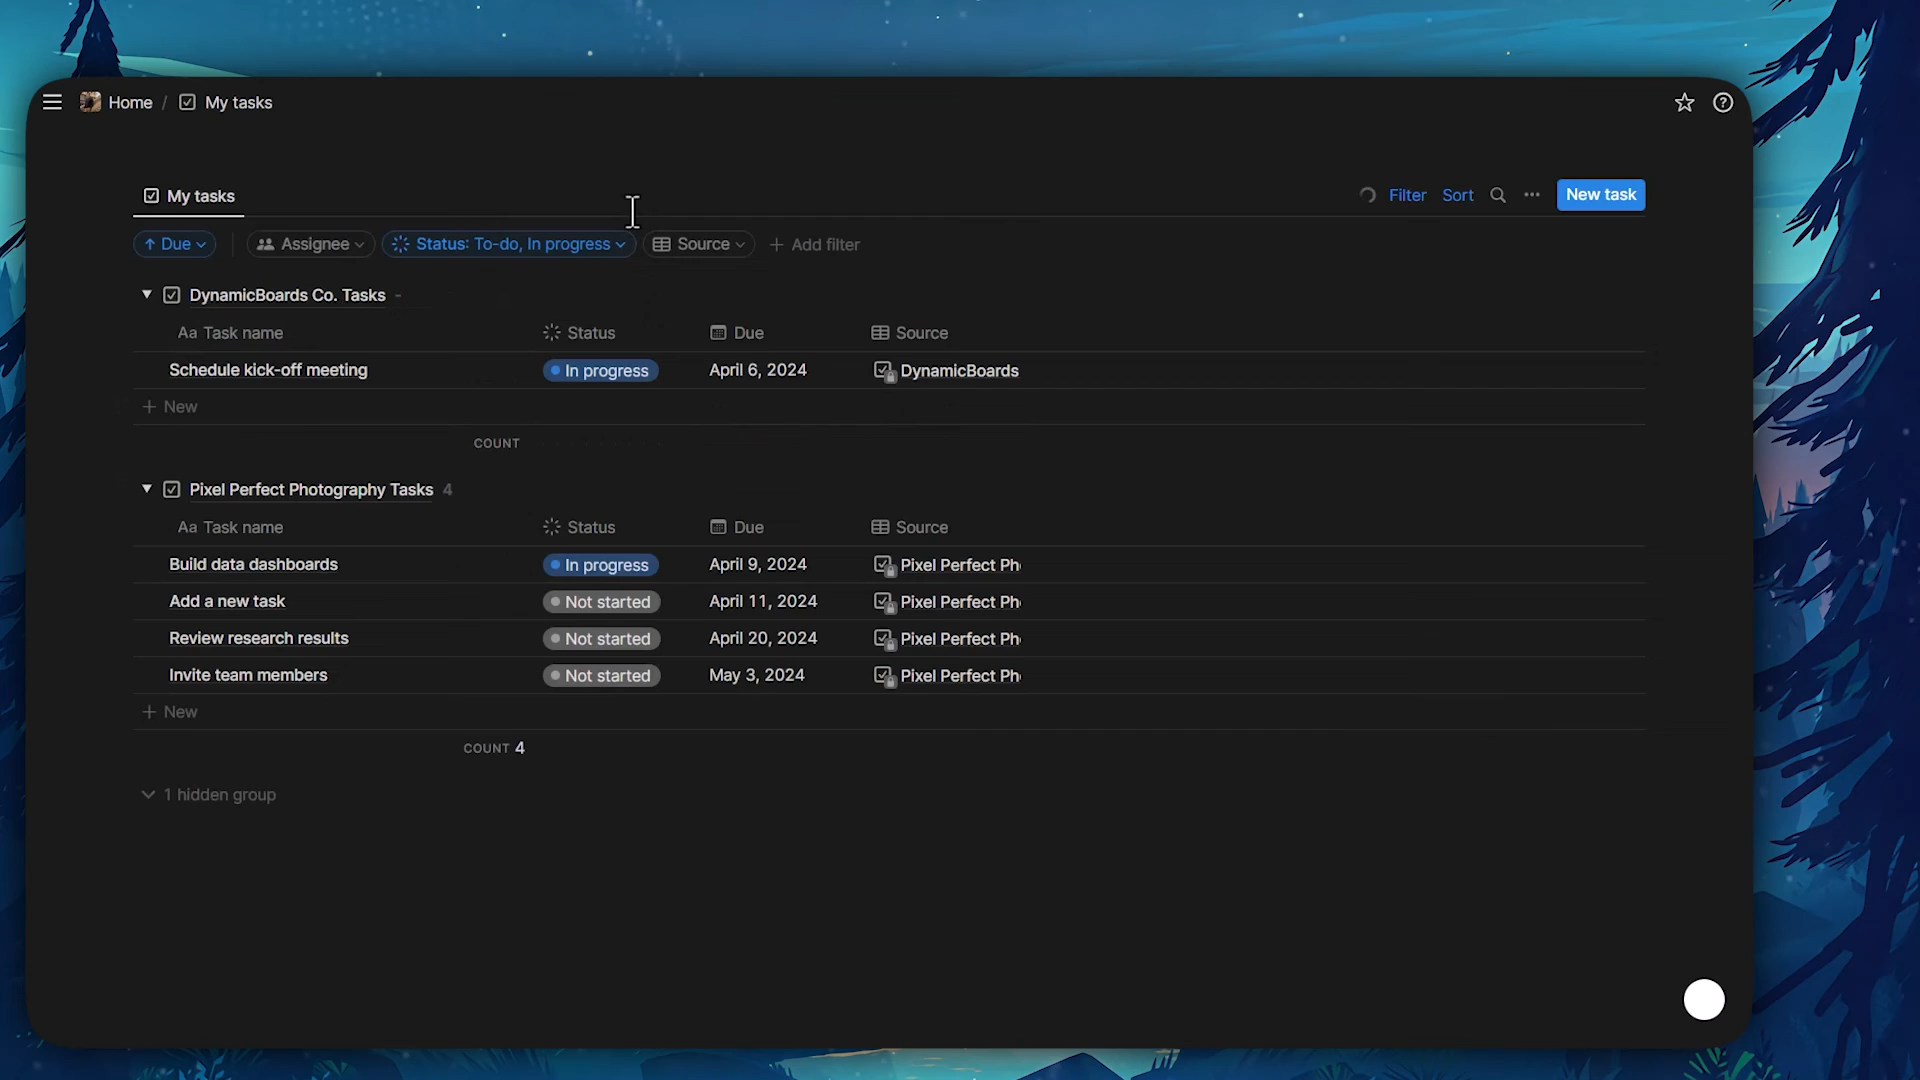 Home / My tasks
My tasks
Filter Sort New task
Due Assignee Status: To-do, In progress Source + Add filter
DynamicBoards Co. Tasks -
Aa Task name Status Due Source
Schedule kick-off meeting In progress April 6, 2024 DynamicBoards
+ New
COUNT
Pixel Perfect Photography Tasks 4
Aa Task name Status Due Source
Build data dashboards In progress April 9, 2024 Pixel Perfect Ph
Add a new task Not started April 11, 2024 Pixel Perfect Ph
Review research results Not started April 20, 2024 Pixel Perfect Ph
Invite team members Not started May 3, 2024 Pixel Perfect Ph
+ New
COUNT 4
1 hidden group